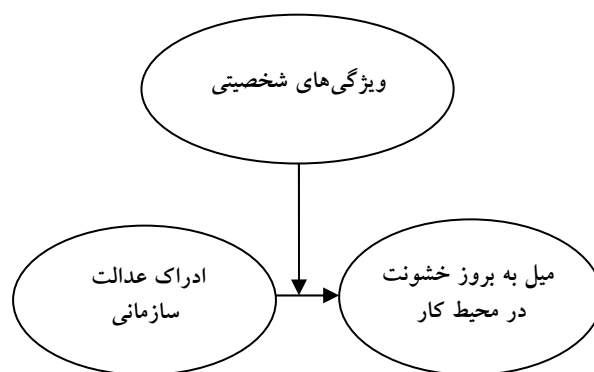 ویژگی‌های شخصیتی
ادراک عدالت
سازمانی
میل به بروز خشونت
در محیط کار